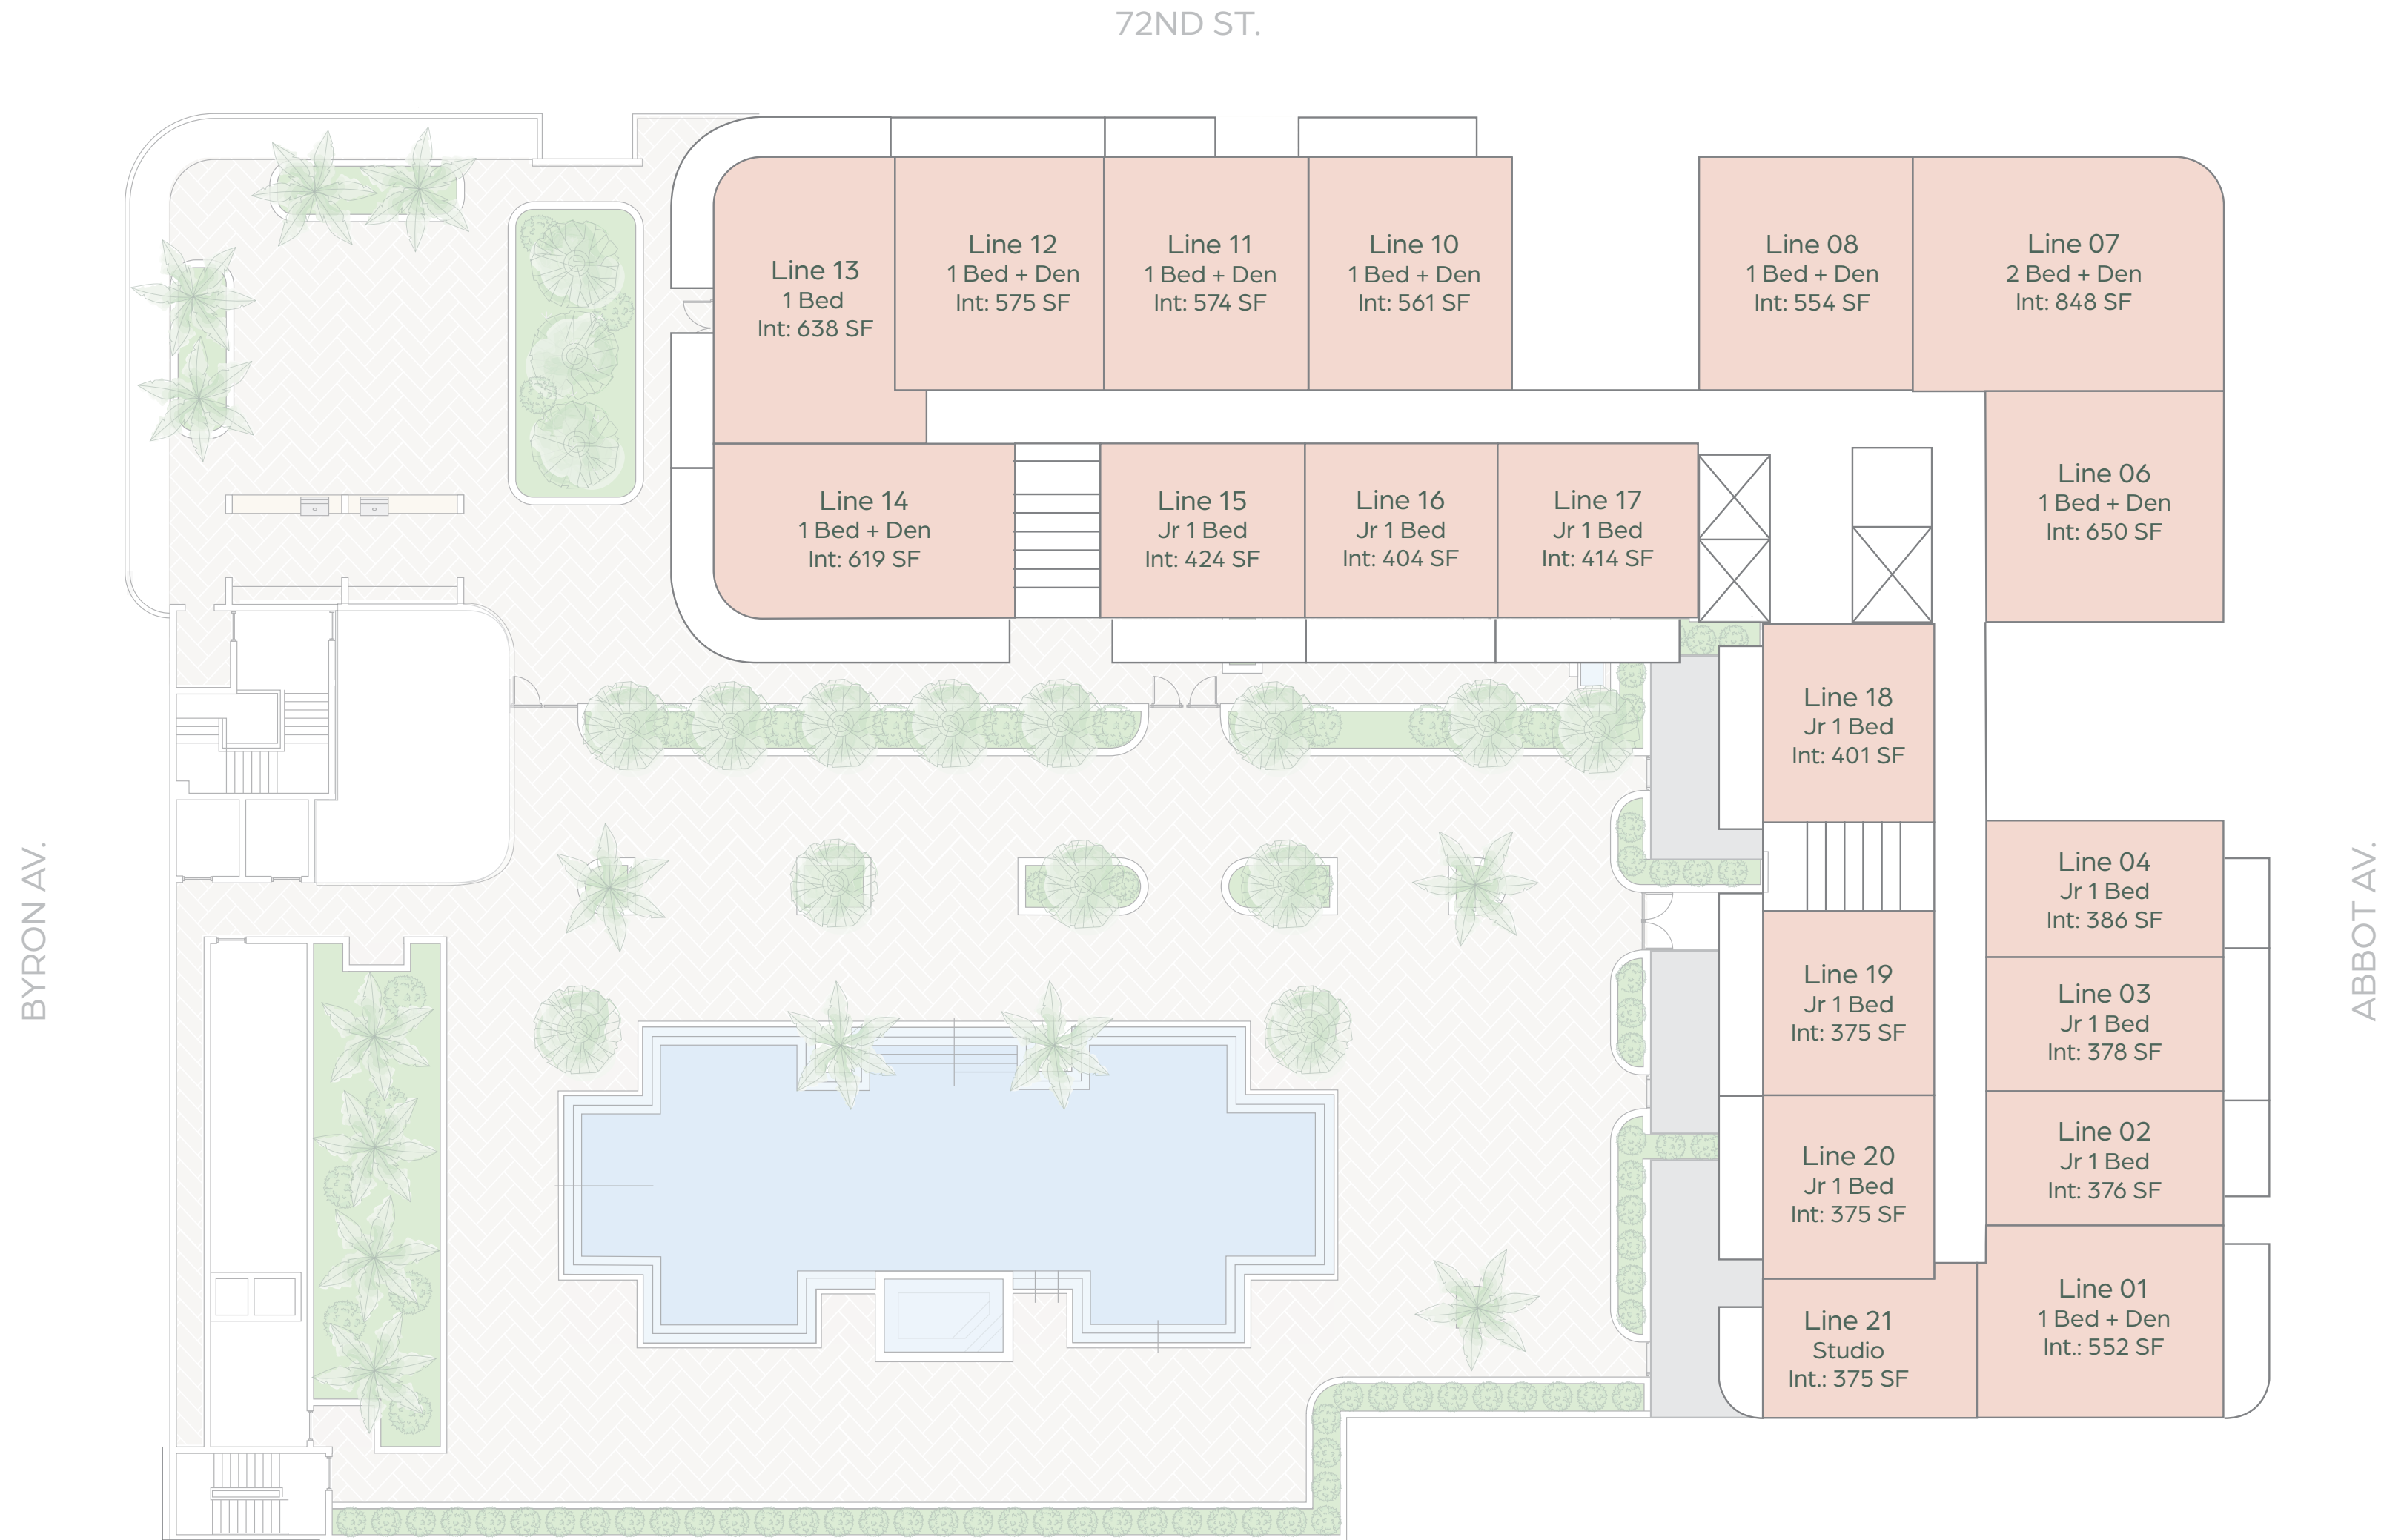 72ND ST.
Line 13
1 Bed
Int: 638 SF
Line 12
1 Bed + Den
Int: 575 SF
Line 11
1 Bed + Den
Int: 574 SF
Line 10
1 Bed + Den
Int: 561 SF
Line 08
1 Bed + Den
Int: 554 SF
Line 07
2 Bed + Den
Int: 848 SF
Line 06
1 Bed + Den
Int: 650 SF
Line 14
1 Bed + Den
Int: 619 SF
Line 15
Jr 1 Bed
Int: 424 SF
Line 16
Jr 1 Bed
Int: 404 SF
Line 17
Jr 1 Bed
Int: 414 SF
Line 18
Jr 1 Bed
Int: 401 SF
Line 04
Jr 1 Bed
Int: 386 SF
Line 19
Jr 1 Bed
Int: 375 SF
Line 03
Jr 1 Bed
Int: 378 SF
Line 20
Jr 1 Bed
Int: 375 SF
Line 02
Jr 1 Bed
Int: 376 SF
Line 21
Studio
Int.: 375 SF
Line 01
1 Bed + Den
Int.: 552 SF
BYRON AV.
ABBOT AV.